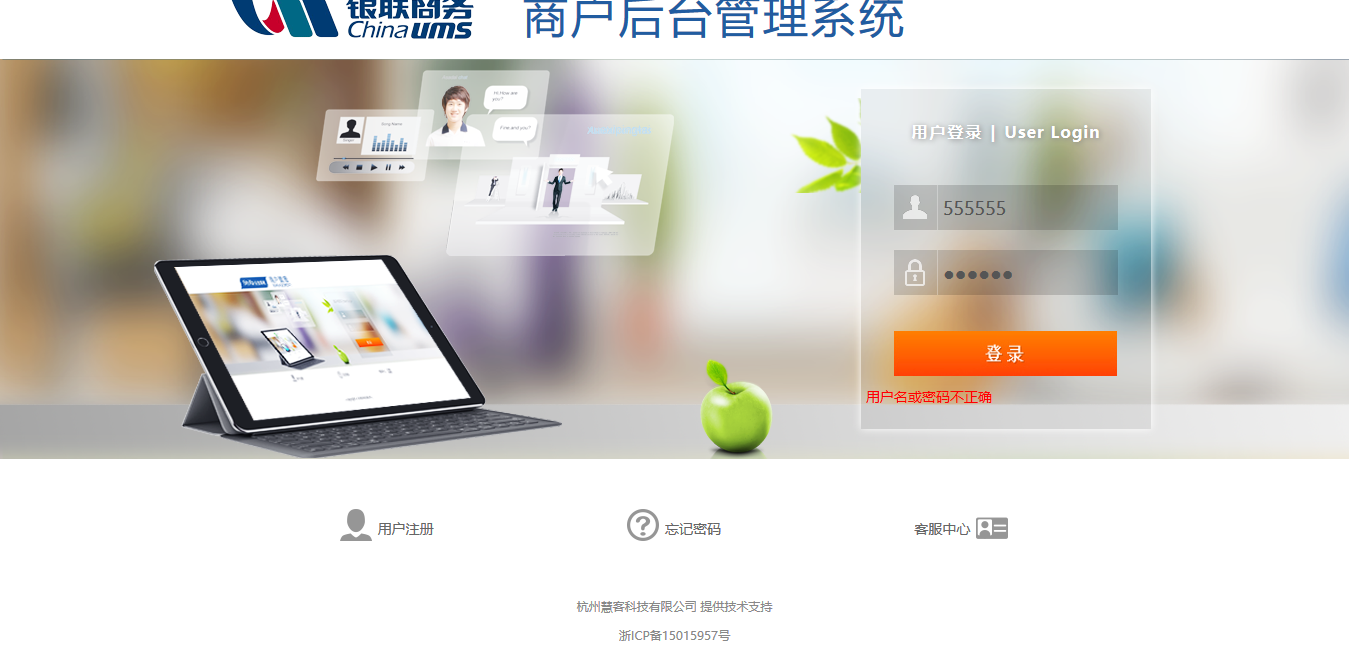 银联商务
China ums
商户后台管理系统
Hi How are
you?
Fine and you?
用户登录 | User Login
555555
●●●●●●
登 录
用户名或密码不正确
用户注册
忘记密码
客服中心
杭州慧客科技有限公司 提供技术支持
浙ICP备15015957号